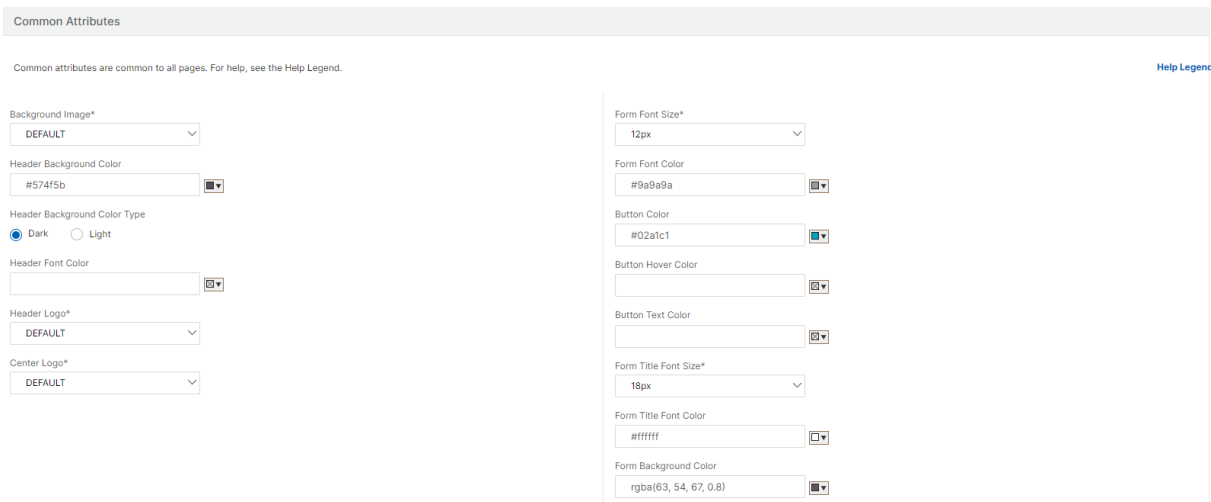 Common Attributes
Common attributes are common to all pages. For help, see the Help Legend.
Help Legend
Background Image*
DEFAULT
Header Background Color
#574f5b
Header Background Color Type
Dark
Light
Header Font Color
Header Logo*
DEFAULT
Center Logo*
DEFAULT
Form Font Size*
12px
Form Font Color
#9a9a9a
Button Color
#02a1c1
Button Hover Color
Button Text Color
Form Title Font Size*
18px
Form Title Font Color
#ffffff
Form Background Color
rgba(63, 54, 67, 0.8)